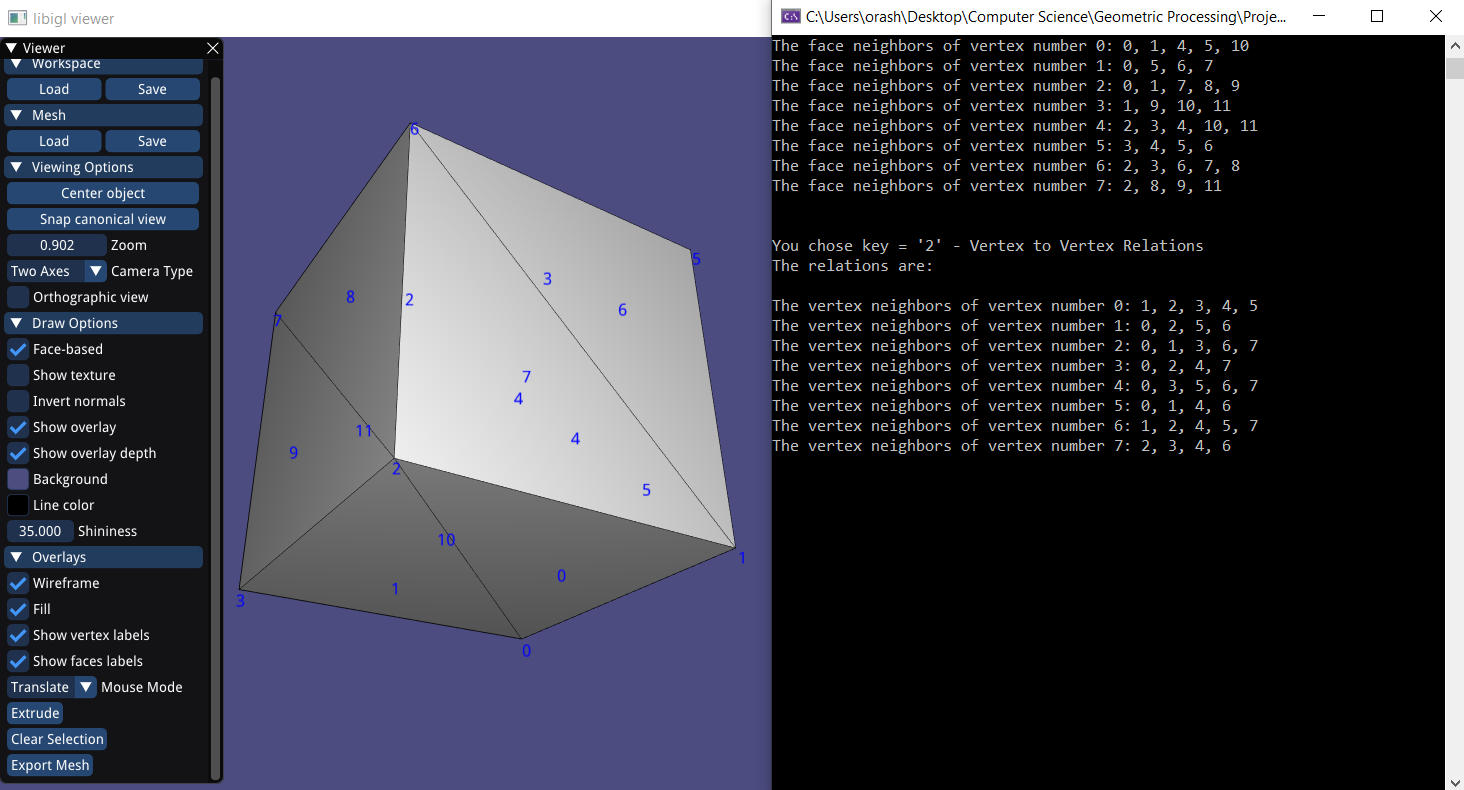 libigl viewer
Viewer
Workspace
Load Save
Mesh
Load Save
Viewing Options
Center object
Snap canonical view
0.902 Zoom
Two Axes Camera Type
Orthographic view
Draw Options
Face-based
Show texture
Invert normals
Show overlay
Show overlay depth
Background
Line color
35.000 Shininess
Overlays
Wireframe
Fill
Show vertex labels
Show faces labels
Translate Mouse Mode
Extrude
Clear Selection
Export Mesh
6
5
3
8 2
6
7
7
4
11
4
9
2
5
10
1
0
1
3
0
C:\Users\orash\Desktop\Computer Science\Geometric Processing\Proje...
The face neighbors of vertex number 0: 0, 1, 4, 5, 10
The face neighbors of vertex number 1: 0, 5, 6, 7
The face neighbors of vertex number 2: 0, 1, 7, 8, 9
The face neighbors of vertex number 3: 1, 9, 10, 11
The face neighbors of vertex number 4: 2, 3, 4, 10, 11
The face neighbors of vertex number 5: 3, 4, 5, 6
The face neighbors of vertex number 6: 2, 3, 6, 7, 8
The face neighbors of vertex number 7: 2, 8, 9, 11
You chose key = '2' - Vertex to Vertex Relations
The relations are:
The vertex neighbors of vertex number 0: 1, 2, 3, 4, 5
The vertex neighbors of vertex number 1: 0, 2, 5, 6
The vertex neighbors of vertex number 2: 0, 1, 3, 6, 7
The vertex neighbors of vertex number 3: 0, 2, 4, 7
The vertex neighbors of vertex number 4: 0, 3, 5, 6, 7
The vertex neighbors of vertex number 5: 0, 1, 4, 6
The vertex neighbors of vertex number 6: 1, 2, 4, 5, 7
The vertex neighbors of vertex number 7: 2, 3, 4, 6